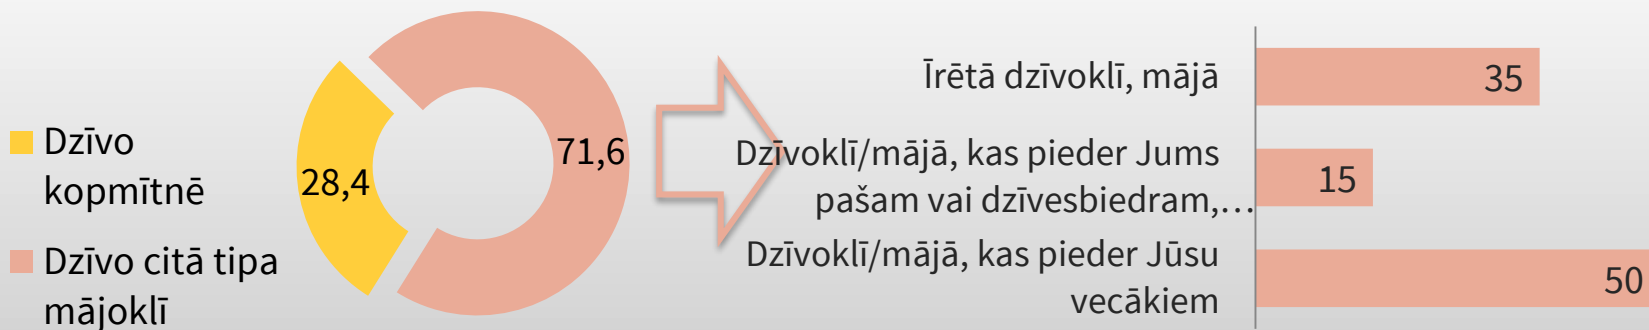 Dzīvo
kopmītnē
Dzīvo citā tipa
mājoklī
28,4
71,6
Īrētā dzīvoklī, mājā
35
Dzīvoklī/mājā, kas pieder Jums
pašam vai dzīvesbiedram,…
15
Dzīvoklī/mājā, kas pieder Jūsu
vecākiem
50